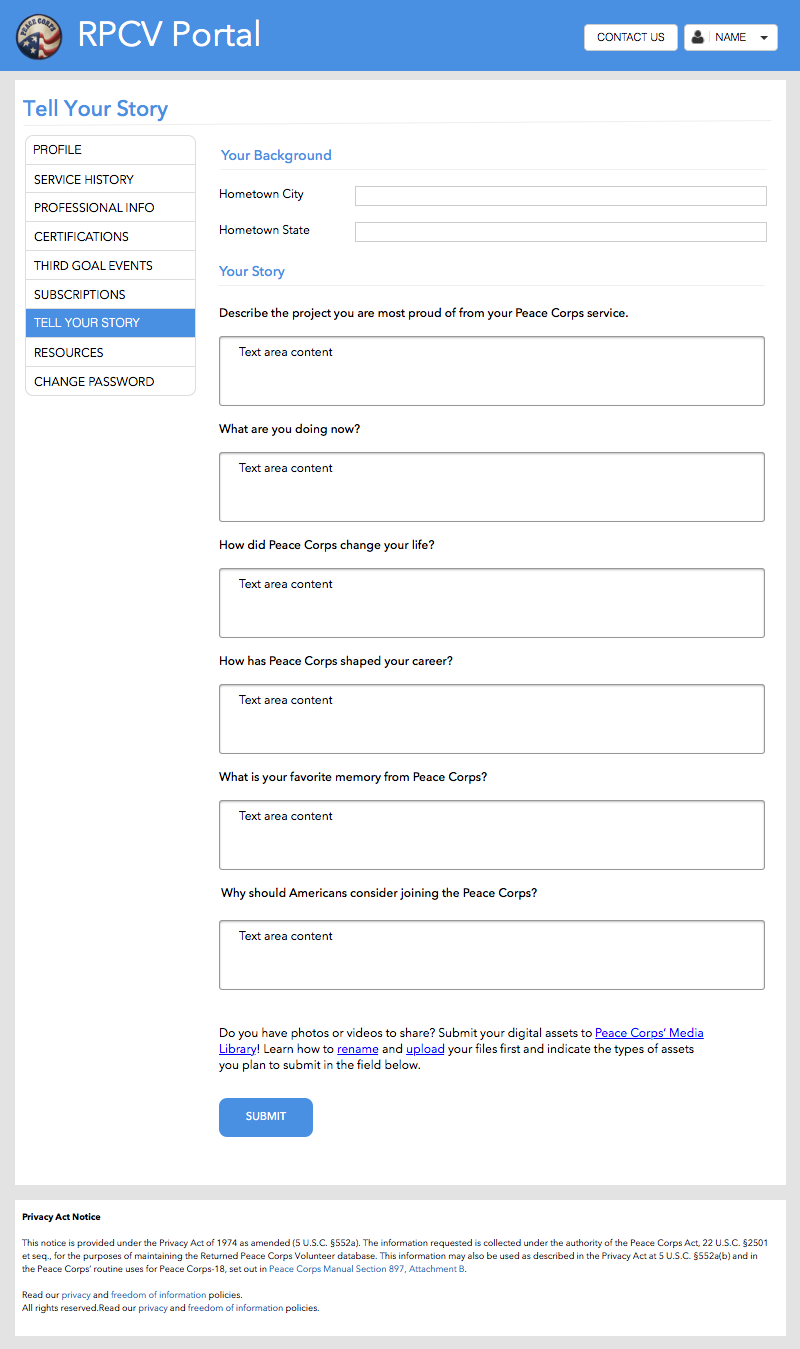 PEACE CORPS
RPCV Portal
CONTACT US
NAME
Tell Your Story
PROFILE
SERVICE HISTORY
PROFESSIONAL INFO
CERTIFICATIONS
THIRD GOAL EVENTS
SUBSCRIPTIONS
TELL YOUR STORY
RESOURCES
CHANGE PASSWORD
Your Background
Hometown City
Hometown State
Your Story
Describe the project you are most proud of from your Peace Corps service.
Text area content
What are you doing now?
Text area content
How did Peace Corps change your life?
Text area content
How has Peace Corps shaped your career?
Text area content
What is your favorite memory from Peace Corps?
Text area content
Why should Americans consider joining the Peace Corps?
Text area content
Do you have photos or videos to share? Submit your digital assets to Peace Corps’ Media
Library! Learn how to rename and upload your files first and indicate the types of assets
you plan to submit in the field below.
SUBMIT
Privacy Act Notice
This notice is provided under the Privacy Act of 1974 as amended (5 U.S.C. §552a). The information requested is collected under the authority of the Peace Corps Act, 22 U.S.C. §2501
et seq., for the purposes of maintaining the Returned Peace Corps Volunteer database. This information may also be used as described in the Privacy Act at 5 U.S.C. §552a(b) and in
the Peace Corps’ routine uses for Peace Corps-18, set out in Peace Corps Manual Section 897, Attachment B.
Read our privacy and freedom of information policies.
All rights reserved.Read our privacy and freedom of information policies.